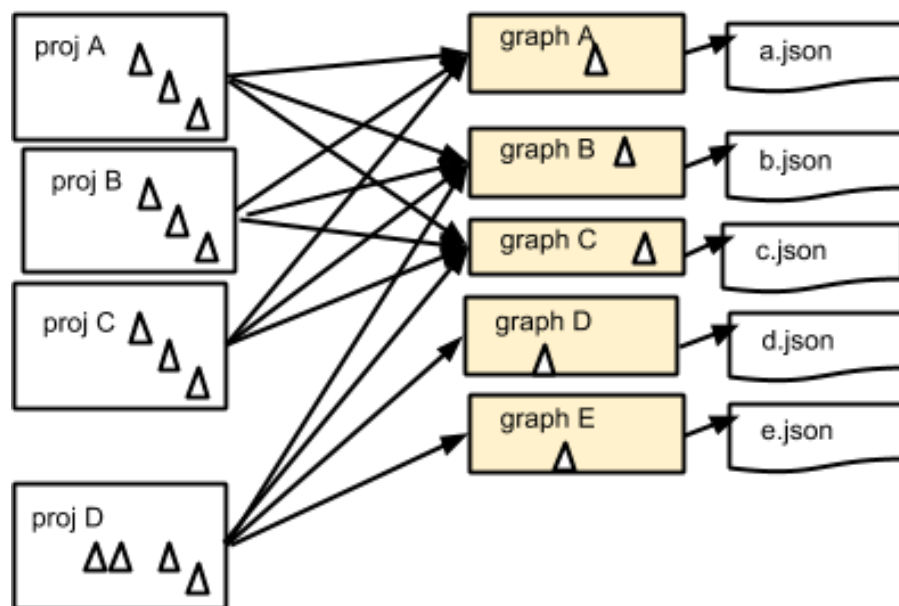 proj A
graph A
a.json
proj B
graph B
b.json
graph C
c.json
proj C
graph D
d.json
graph E
e.json
proj D